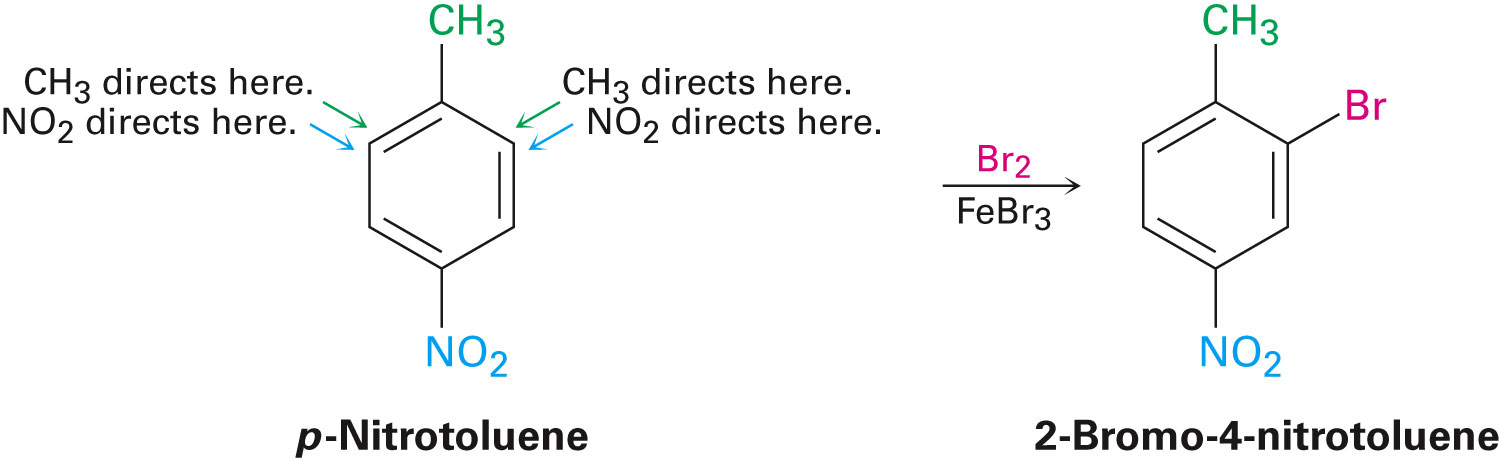 CH3
CH3 directs here.
NO2 directs here.
CH3 directs here.
NO2 directs here.
NO2
p-Nitrotoluene
Br2
FeBr3
CH3
Br
NO2
2-Bromo-4-nitrotoluene